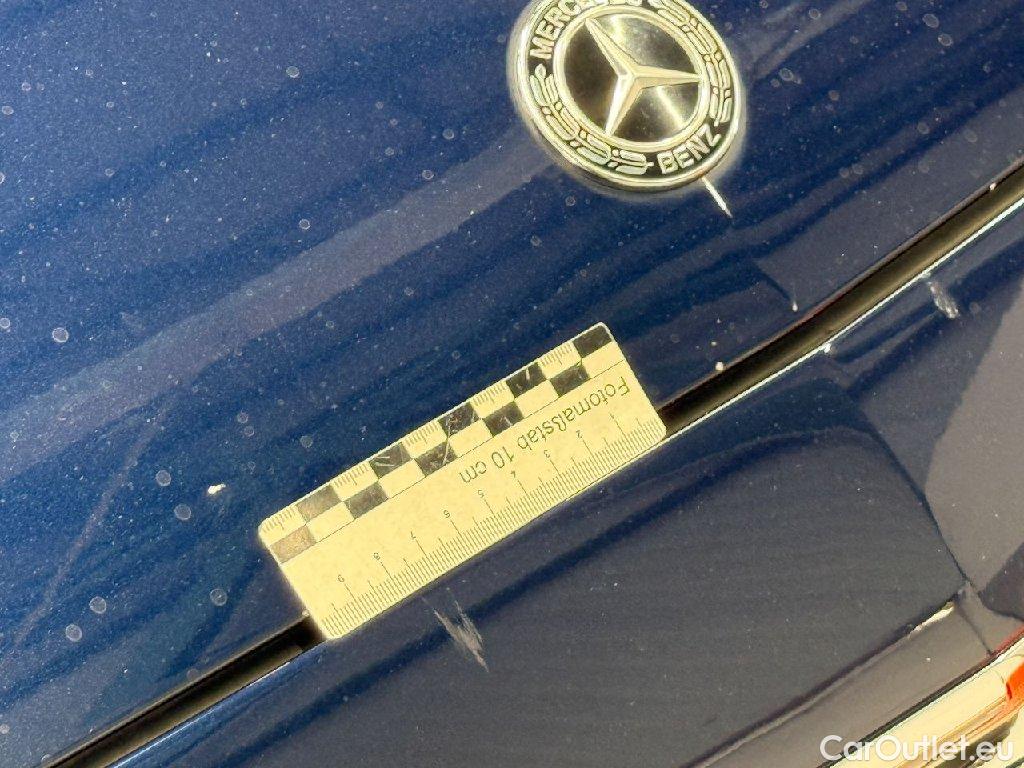 MERCEDES
BENZ
Fotomaßstab 10 cm
1 2 3 4 5 6 7 8 9
CarOutlet.eu